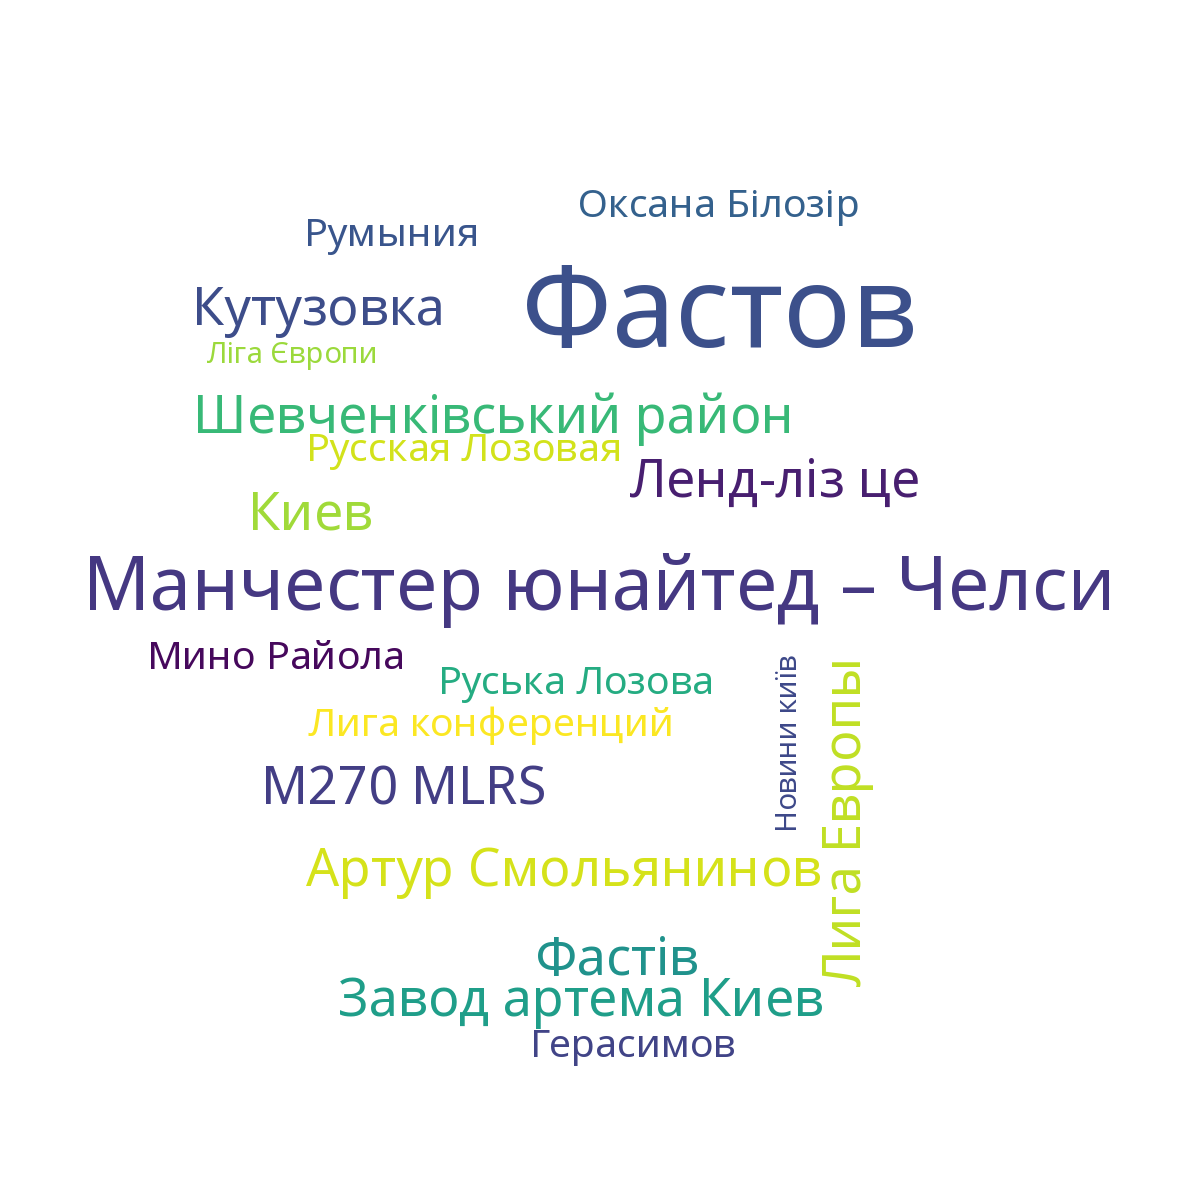 Оксана Білозір
Румыния
Фастов
Кутузовка
Ліга Європи
Шевченківський район
Русская Лозовая
Ленд-ліз це
Киев
Манчестер юнайтед – Челси
Мино Райола
Руська Лозова
Новини київ
Лига Европы
Лига конференций
M270 MLRS
Артур Смольянинов
Фастів
Завод артема Киев
Герасимов